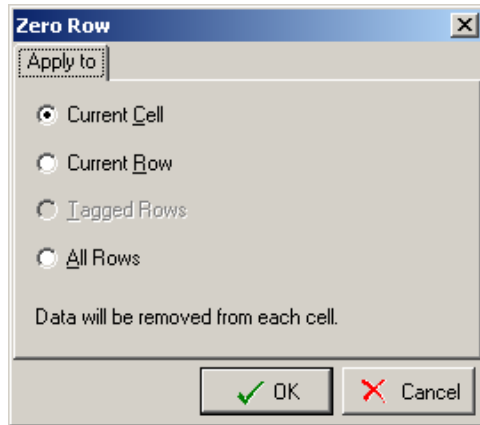 Zero Row
Apply to
Current Cell
Current Row
Tagged Rows
All Rows
Data will be removed from each cell.
OK
Cancel